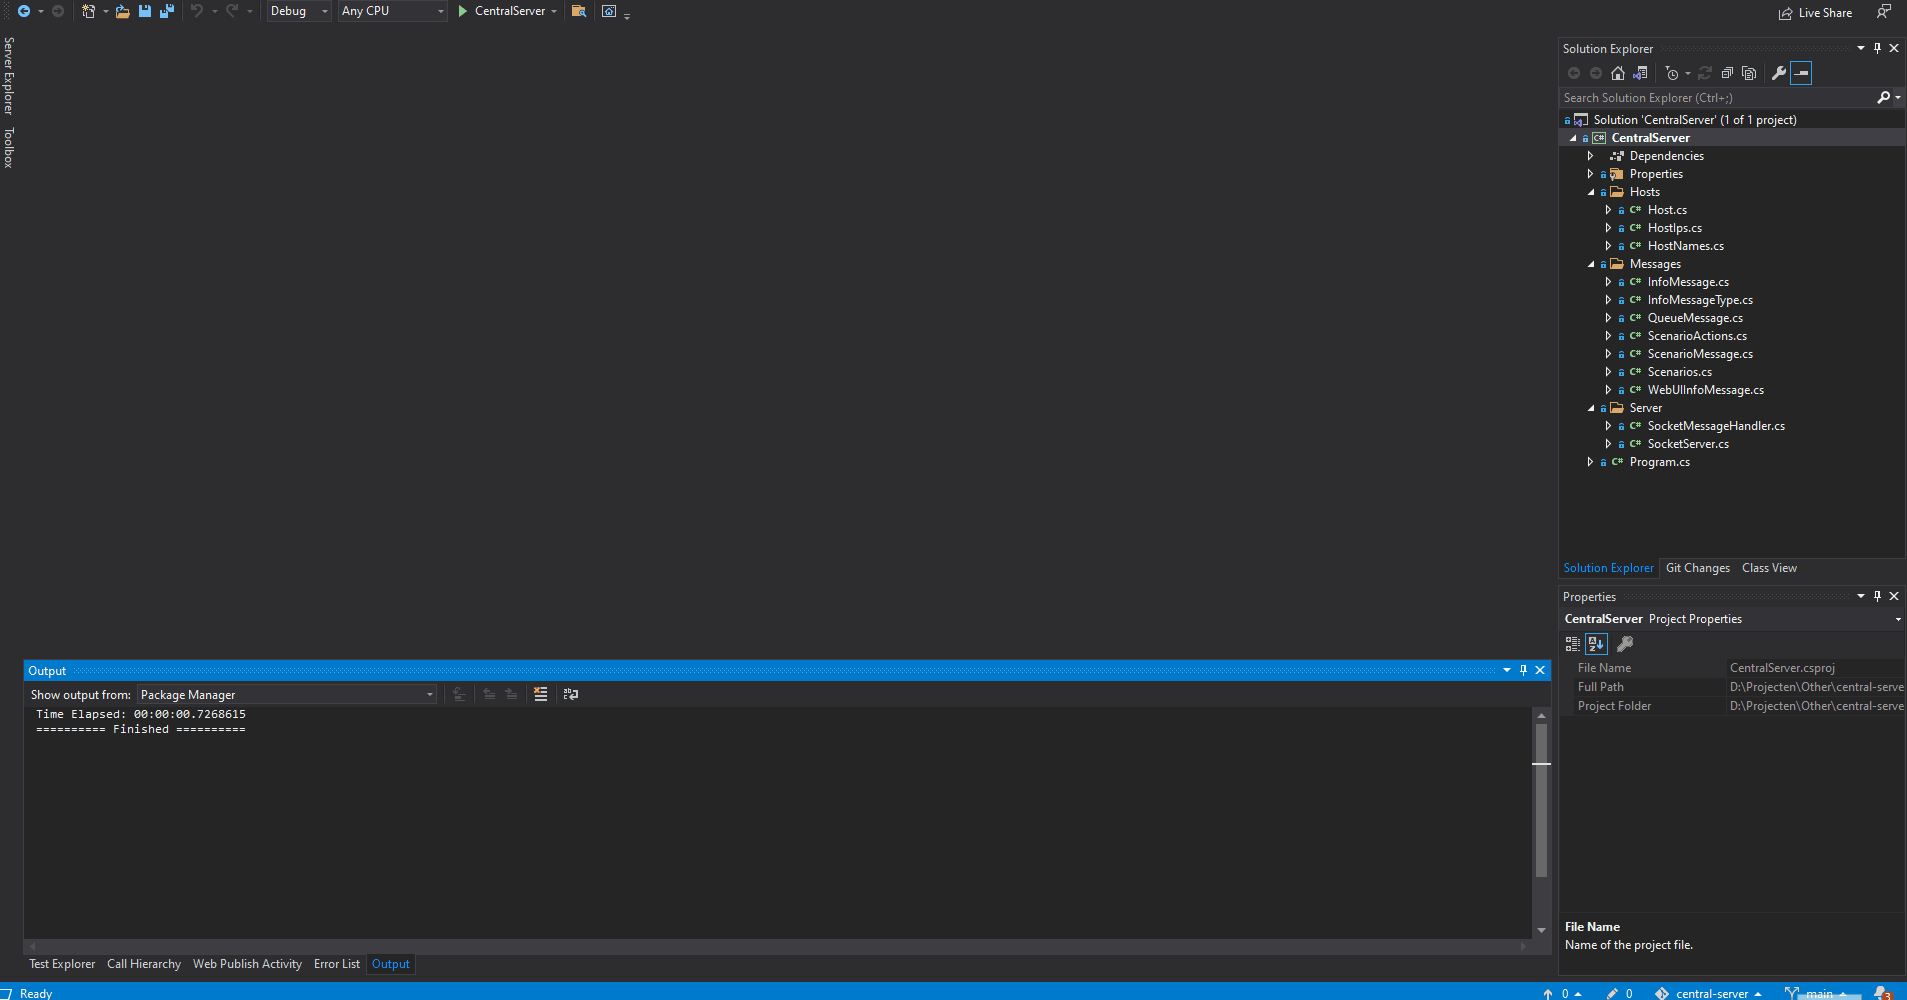 Debug
Any CPU
CentralServer
Live Share
Server Explorer
Toolbox
Solution Explorer
Search Solution Explorer (Ctrl+;)
Solution 'CentralServer' (1 of 1 project)
C# CentralServer
Dependencies
Properties
Hosts
C# Host.cs
C# HostIps.cs
C# HostNames.cs
Messages
C# InfoMessage.cs
C# InfoMessageType.cs
C# QueueMessage.cs
C# ScenarioActions.cs
C# ScenarioMessage.cs
C# Scenarios.cs
C# WebUIInfoMessage.cs
Server
C# SocketMessageHandler.cs
C# SocketServer.cs
C# Program.cs
Solution Explorer Git Changes Class View
Properties
CentralServer Project Properties
File Name CentralServer.csproj
Full Path D:\Projecten\Other\central-serve
Project Folder D:\Projecten\Other\central-serve
File Name
Name of the project file.
Output
Show output from: Package Manager
Time Elapsed: 00:00:00.7268615
========== Finished ==========
Test Explorer Call Hierarchy Web Publish Activity Error List Output
Ready
0
0
central-server
main
3